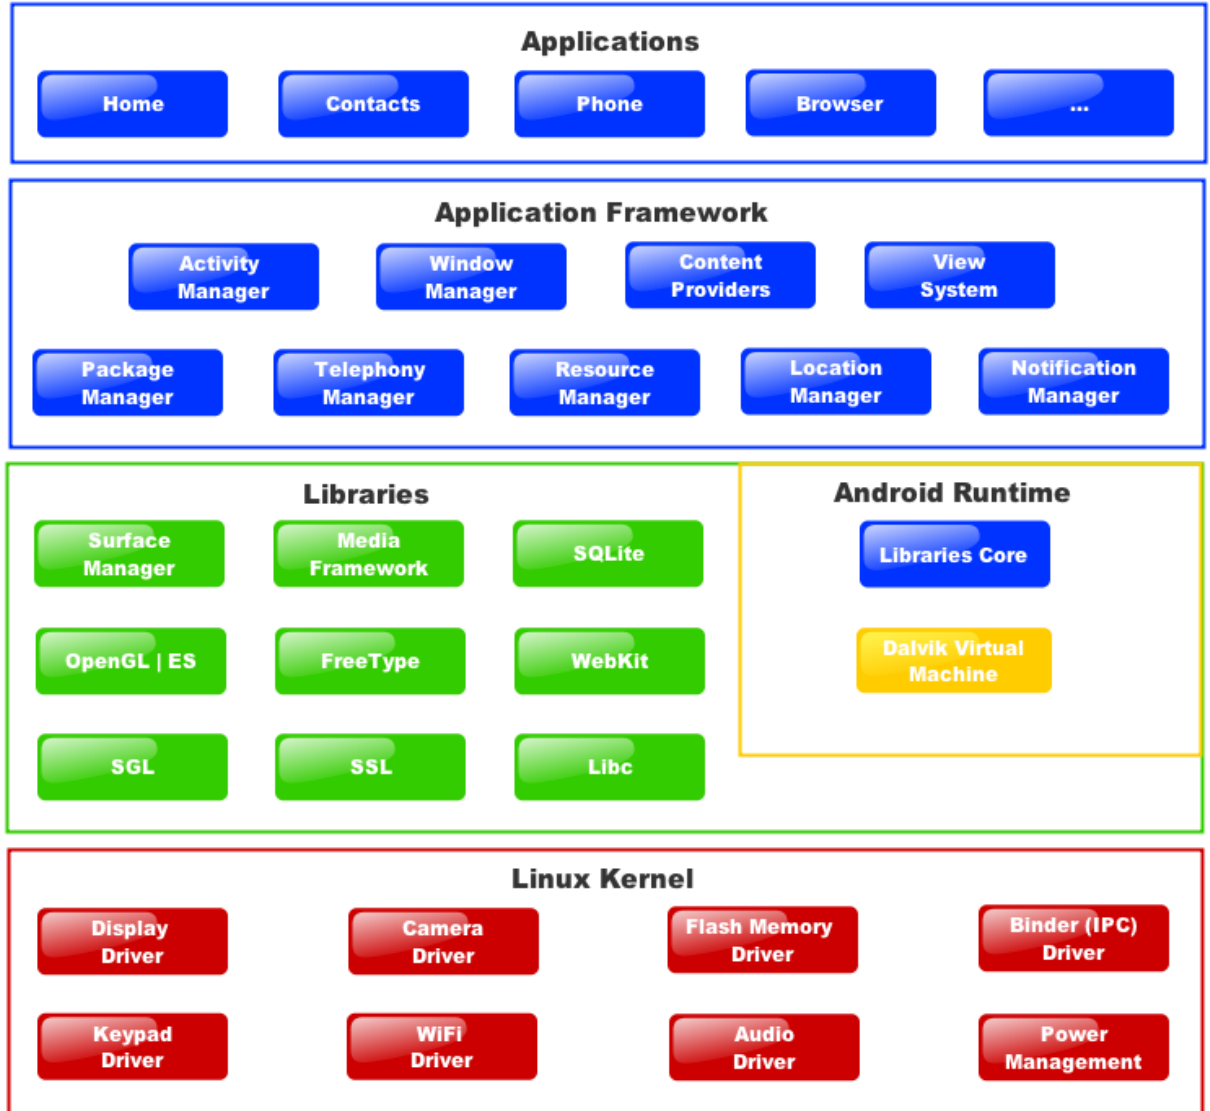 Applications
Home
Contacts
Phone
Browser
...
Application Framework
Activity
Manager
Window
Manager
Content
Providers
View
System
Package
Manager
Telephony
Manager
Resource
Manager
Location
Manager
Notification
Manager
Libraries
Surface
Manager
Media
Framework
SQLite
OpenGL | ES
FreeType
WebKit
SGL
SSL
Libc
Android Runtime
Libraries Core
Dalvik Virtual
Machine
Linux Kernel
Display
Driver
Camera
Driver
Flash Memory
Driver
Binder (IPC)
Driver
Keypad
Driver
WiFi
Driver
Audio
Driver
Power
Management